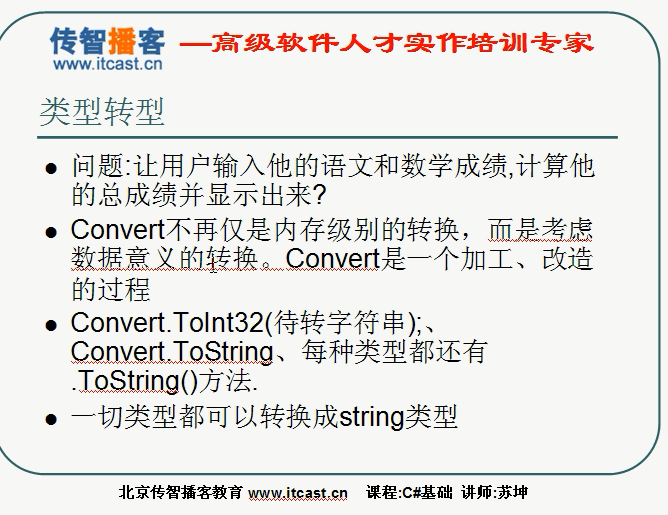 传智播客 —高级软件人才实作培训专家
www.itcast.cn
类型转型
问题:让用户输入他的语文和数学成绩,计算他
的总成绩并显示出来?
Convert不再仅是内存级别的转换，而是考虑
数据意义的转换。Convert是一个加工、改造
的过程
Convert.ToInt32(待转字符串);、
Convert.ToString、每种类型都还有
.ToString()方法.
一切类型都可以转换成string类型
北京传智播客教育 www.itcast.cn 课程:C#基础 讲师:苏坤